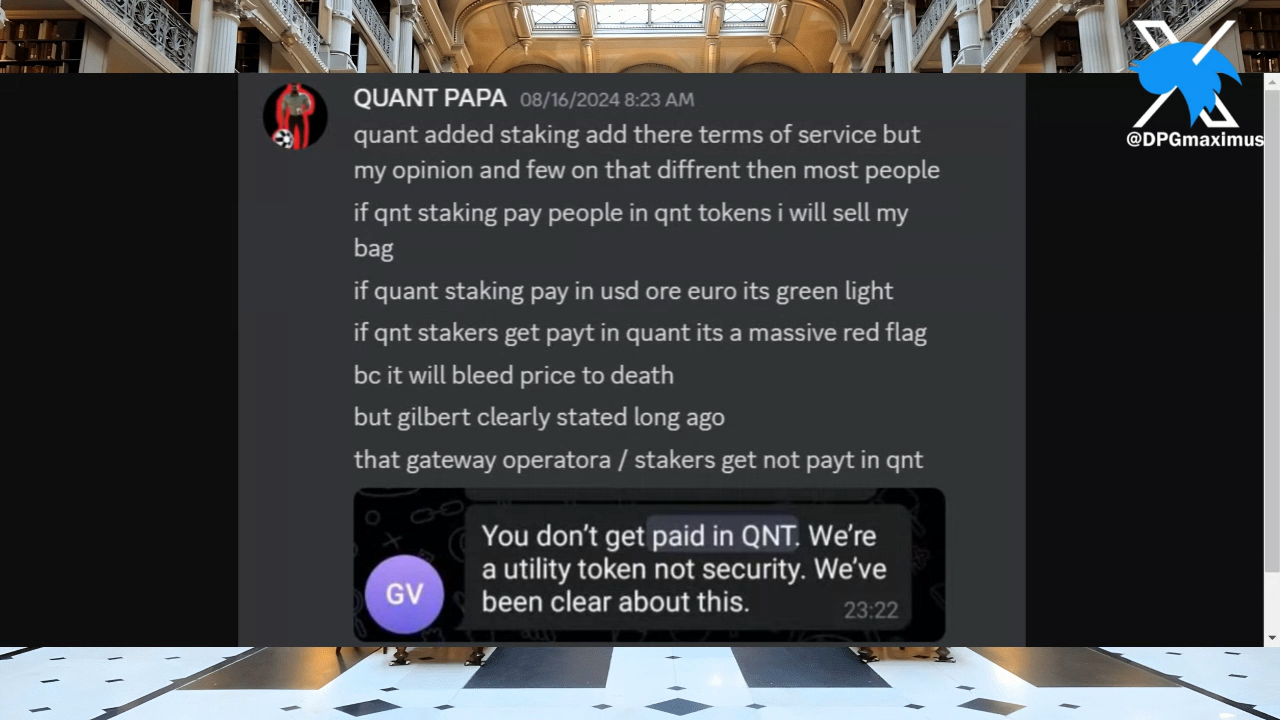 QUANT PAPA 08/16/2024 8:23 AM
quant added staking add there terms of service but
my opinion and few on that diffrent then most people
if qnt staking pay people in qnt tokens i will sell my
bag
if quant staking pay in usd ore euro its green light
if qnt stakers get payt in quant its a massive red flag
bc it will bleed price to death
but gilbert clearly stated long ago
that gateway operatora / stakers get not payt in qnt
You don't get paid in QNT. We're
a utility token not security. We've
been clear about this.
23:22
GV
@DPGmaximus